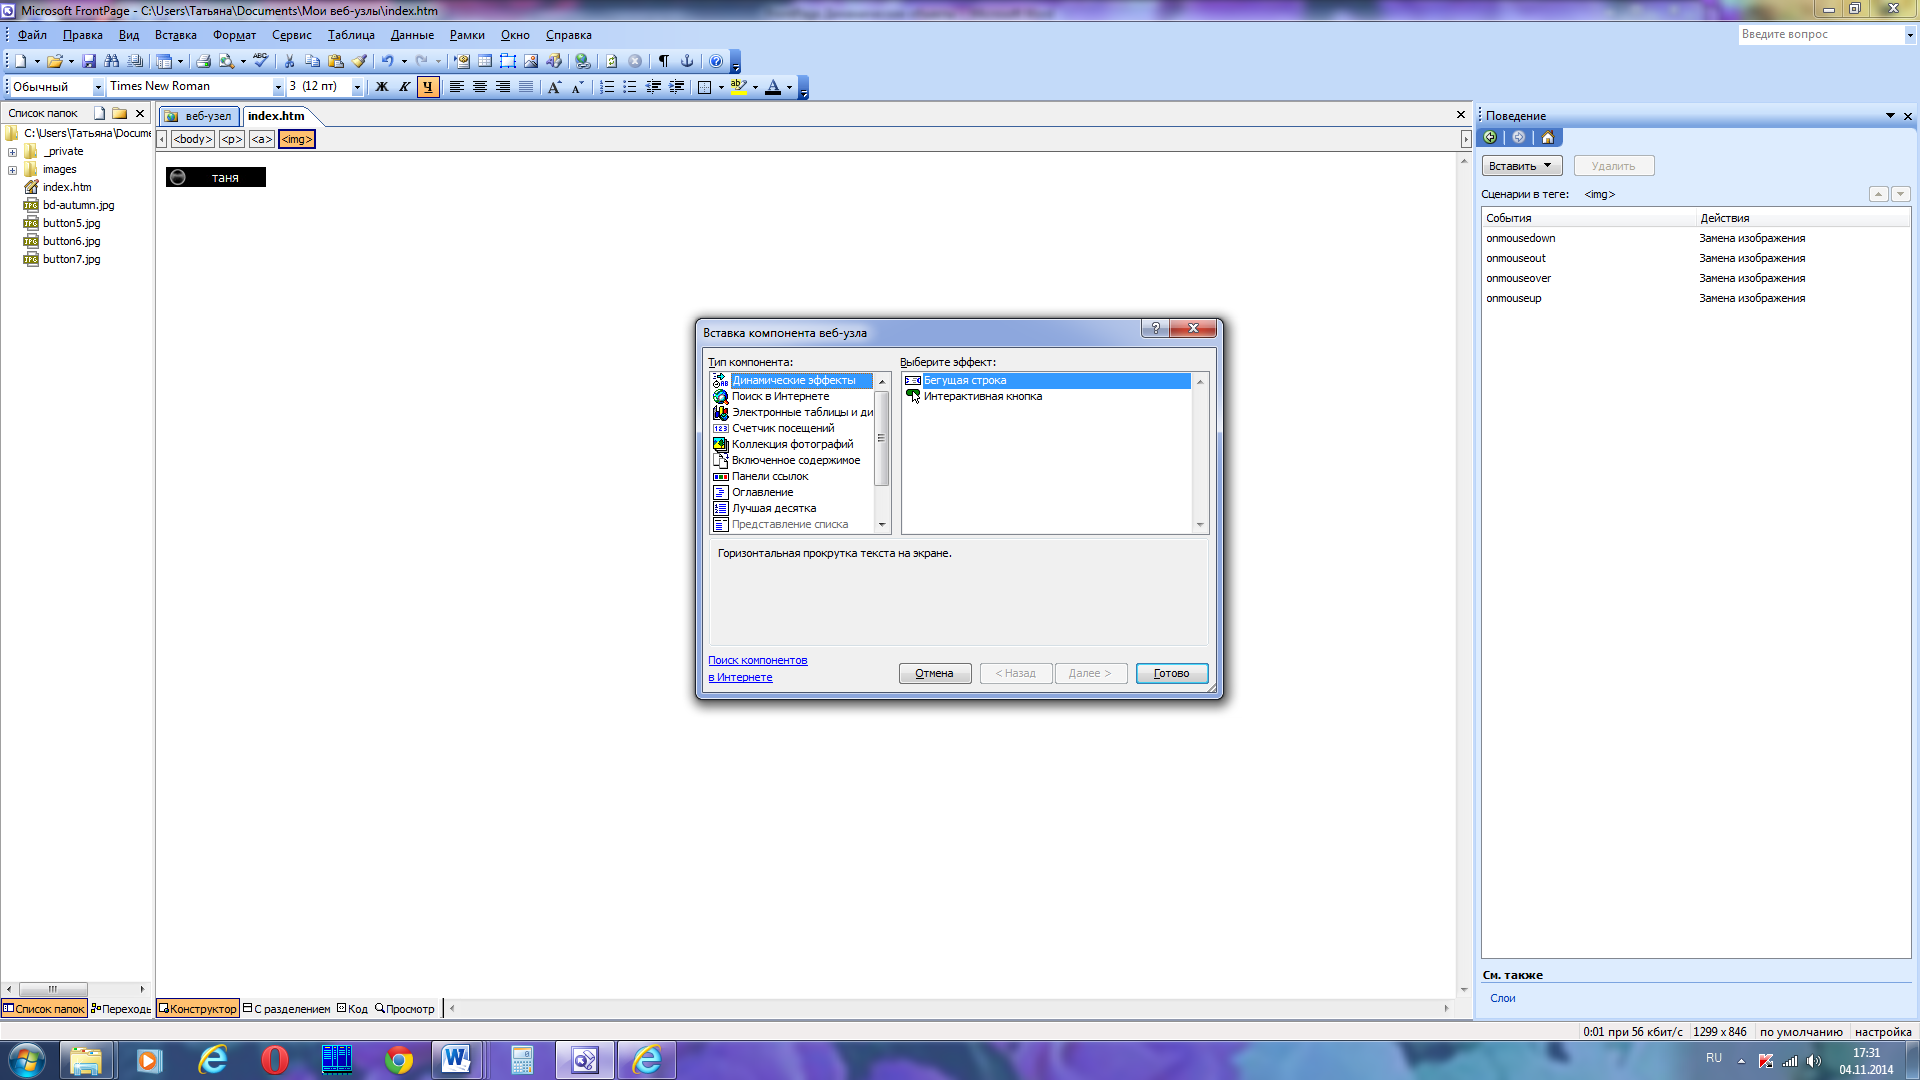 Microsoft FrontPage - C:\Users\Татьяна\Documents\Мои веб-узлы\index.htm
Файл Правка Вид Вставка Формат Сервис Таблица Данные Рамки Окно Справка
Введите вопрос
Обычный Times New Roman 3 (12 пт) Ж К Ч
Список папок
C:\Users\Татьяна\Docume
_private
images
index.htm
bd-autumn.jpg
button5.jpg
button6.jpg
button7.jpg
веб-узел index.htm
<body> <p> <a> <img>
таня
Вставка компонента веб-узла
Тип компонента:
Динамические эффекты
Поиск в Интернете
Электронные таблицы и ди
Счетчик посещений
Коллекция фотографий
Включенное содержимое
Панели ссылок
Оглавление
Лучшая десятка
Представление списка
Выберите эффект:
Бегущая строка
Интерактивная кнопка
Горизонтальная прокрутка текста на экране.
Поиск компонентов
в Интернете
Отмена < Назад Далее > Готово
Поведение
Вставить Удалить
Сценарии в теге: <img>
События Действия
onmousedown Замена изображения
onmouseout Замена изображения
onmouseover Замена изображения
onmouseup Замена изображения
См. также
Слои
Список папок Переходы Конструктор С разделением Код Просмотр
0:01 при 56 кбит/с 1299 x 846 по умолчанию настройка
RU
17:31
04.11.2014